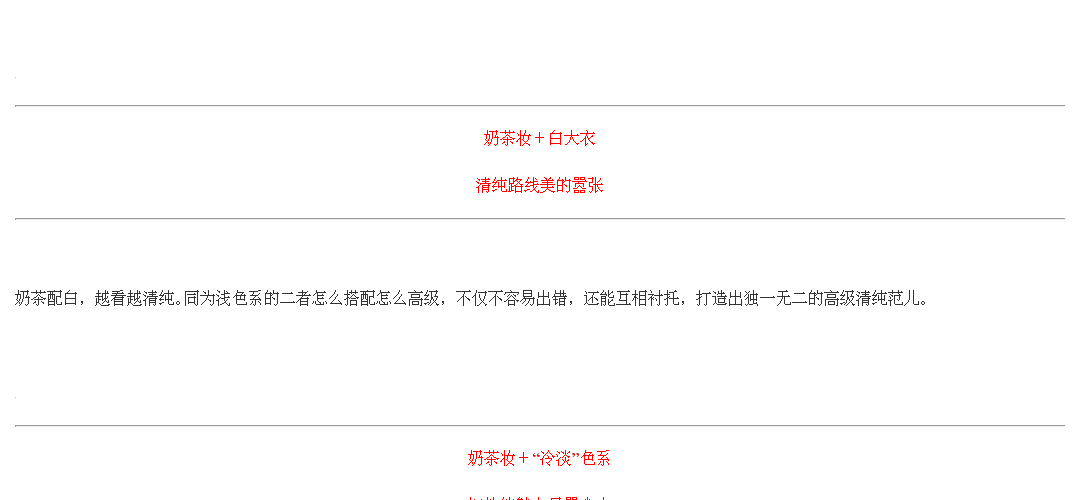 奶茶妆+白大衣
清纯路线美的嚣张
奶茶配白，越看越清纯。同为浅色系的二者怎么搭配怎么高级，不仅不容易出错，还能互相衬托，打造出独一无二的高级清纯范儿。
奶茶妆+“冷淡”色系